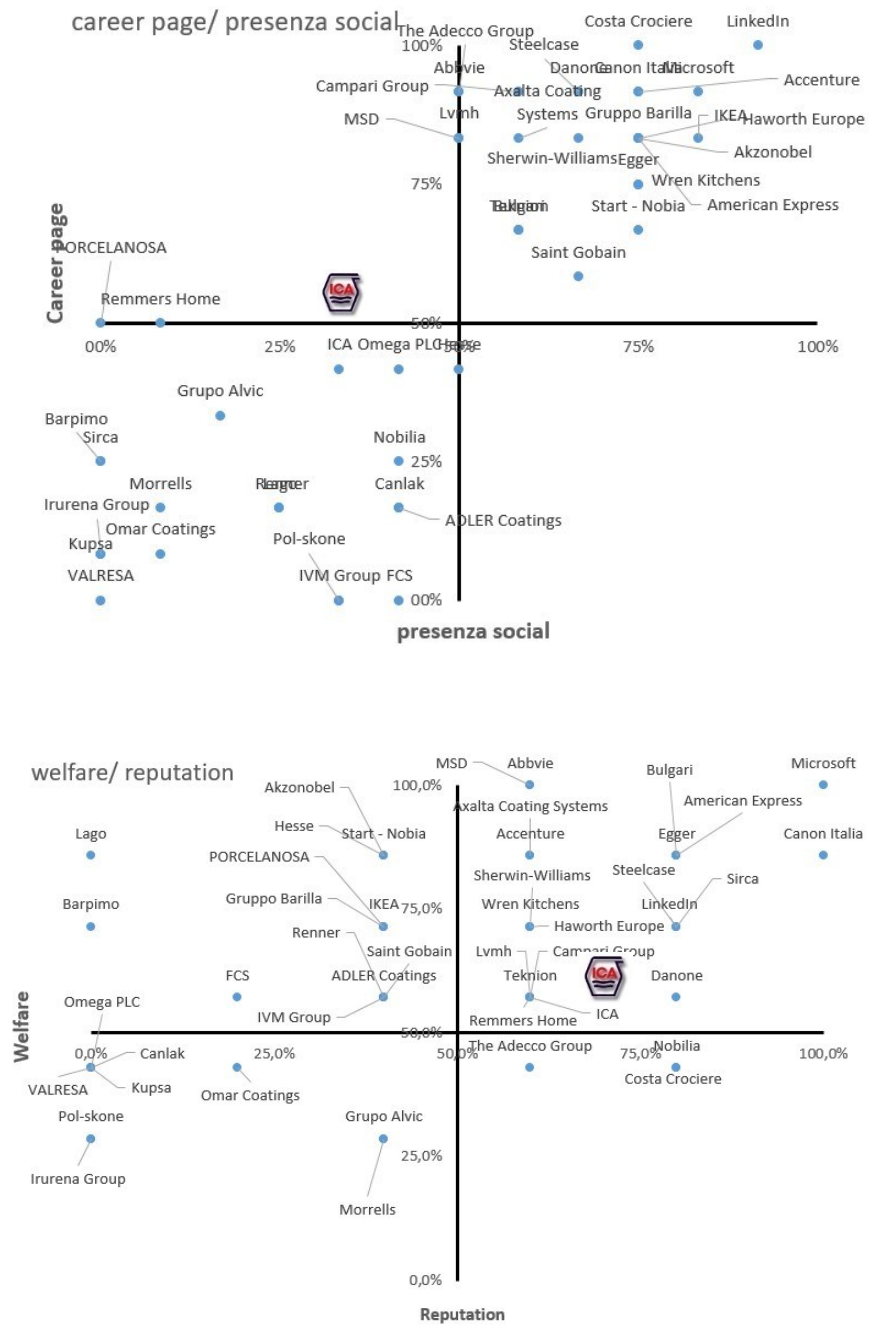 career page/ presenza social
The Adecco Group
Costa Crociere
LinkedIn
100%
Steelcase
Abbvie
Danone
Canon Italia
Microsoft
Accenture
Campari Group
Axalta Coating
Systems
MSD
Lvmh
Gruppo Barilla
IKEA
Haworth Europe
Sherwin-Williams
Egger
Akzonobel
75%
Wren Kitchens
Teknion
Bulgari
Start - Nobia
American Express
Career page
PORCELANOSA
Saint Gobain
ICA
Remmers Home
50%
00%
25%
50%
75%
100%
ICA
Omega PLC
Hesse
Grupo Alvic
Barpimo
Sirca
Nobilia
25%
Morrells
Renner
Lago
Canlak
Irurena Group
Omar Coatings
ADLER Coatings
Kupsa
Pol-skone
VALRESA
IVM Group
FCS
00%
presenza social
welfare/ reputation
MSD
Abbvie
Bulgari
Microsoft
Akzonobel
100,0%
American Express
Axalta Coating Systems
Hesse
Lago
Start - Nobia
Accenture
Egger
Canon Italia
PORCELANOSA
Sherwin-Williams
Steelcase
Sirca
Barpimo
Gruppo Barilla
IKEA
75,0%
Wren Kitchens
LinkedIn
Renner
Haworth Europe
Saint Gobain
Lvmh
Campari Group
FCS
ADLER Coatings
Teknion
ICA
Danone
Omega PLC
IVM Group
Remmers Home
ICA
Welfare
50,0%
0,0%
25,0%
50,0%
75,0%
100,0%
Canlak
The Adecco Group
Nobilia
VALRESA
Kupsa
Omar Coatings
Costa Crociere
Pol-skone
Grupo Alvic
25,0%
Irurena Group
Morrells
0,0%
Reputation